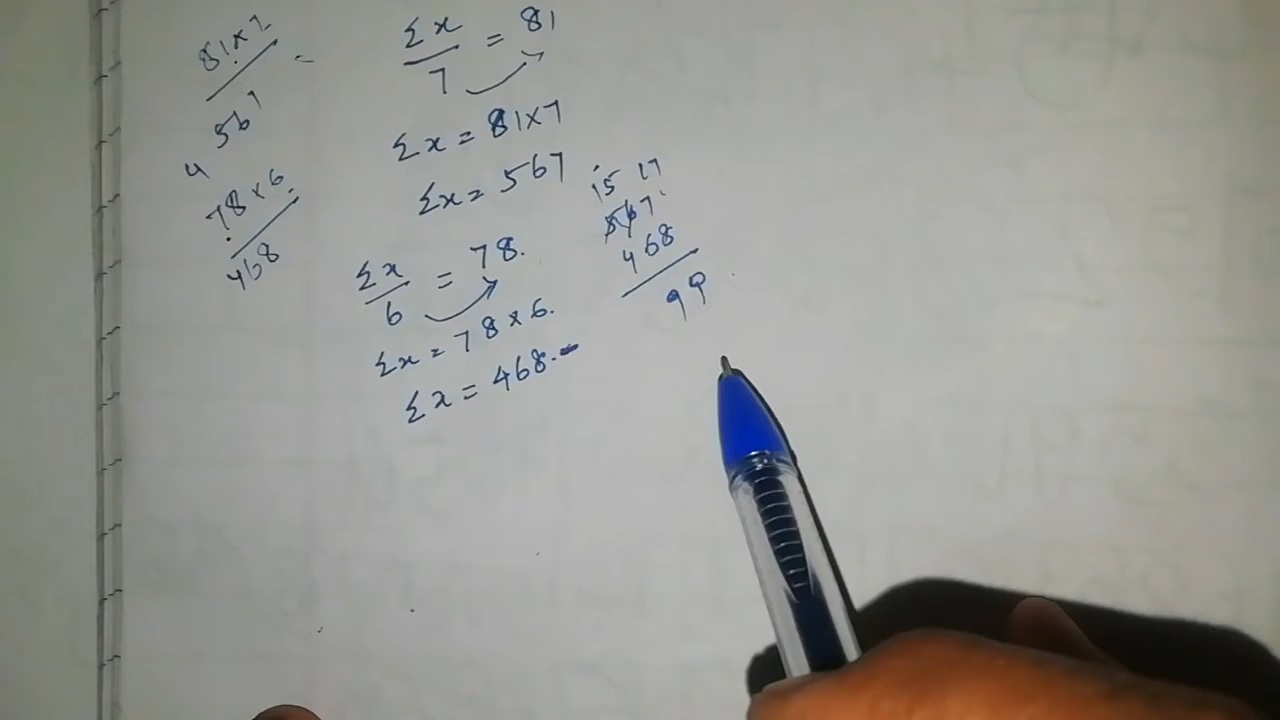 81×7
567
4
78×6.
468
Σx/7 = 81
Σx = 81×7
Σx = 567
Σx/6 = 78.
Σx = 78×6.
Σx = 468.-
15 17
567
468
99